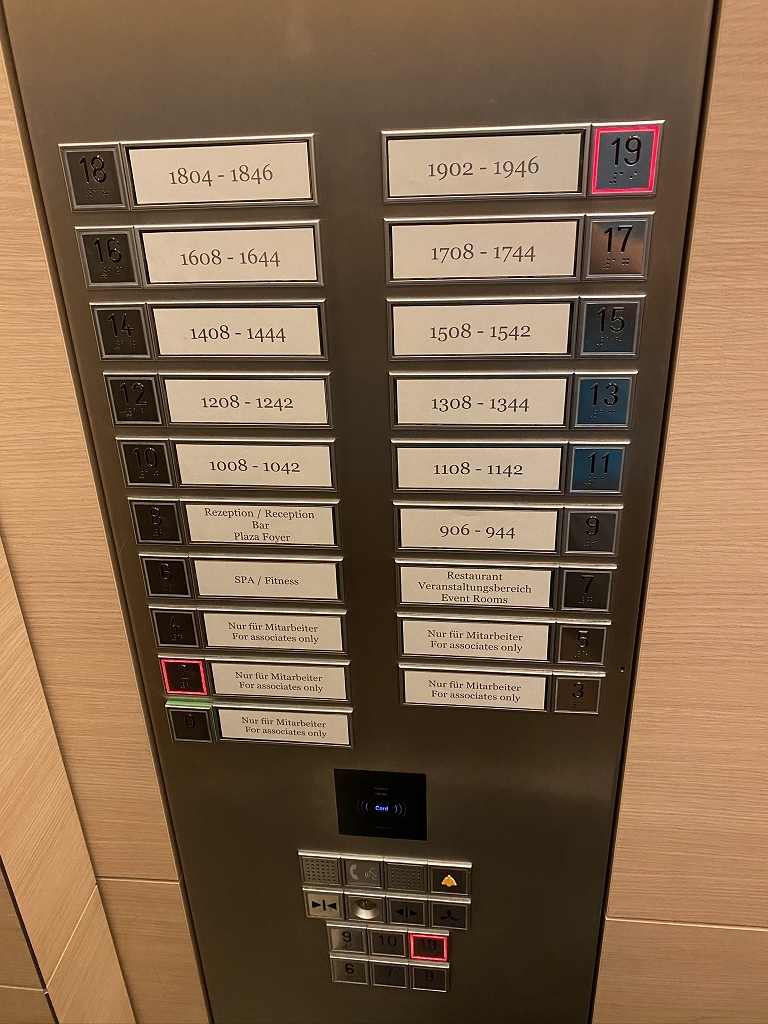 18 1804 - 1846
1902 - 1946 19
16 1608 - 1644
1708 - 1744 17
14 1408 - 1444
1508 - 1542 15
12 1208 - 1242
1308 - 1344 13
10 1008 - 1042
1108 - 1142 11
8 Rezeption / Reception
Bar
Plaza Foyer
906 - 944 9
6 SPA / Fitness
Restaurant
Veranstaltungsbereich
Event Rooms 7
4 Nur für Mitarbeiter
For associates only
Nur für Mitarbeiter
For associates only 5
2 Nur für Mitarbeiter
For associates only
Nur für Mitarbeiter
For associates only 3
0 Nur für Mitarbeiter
For associates only
Card
9 10 19
6 7 8